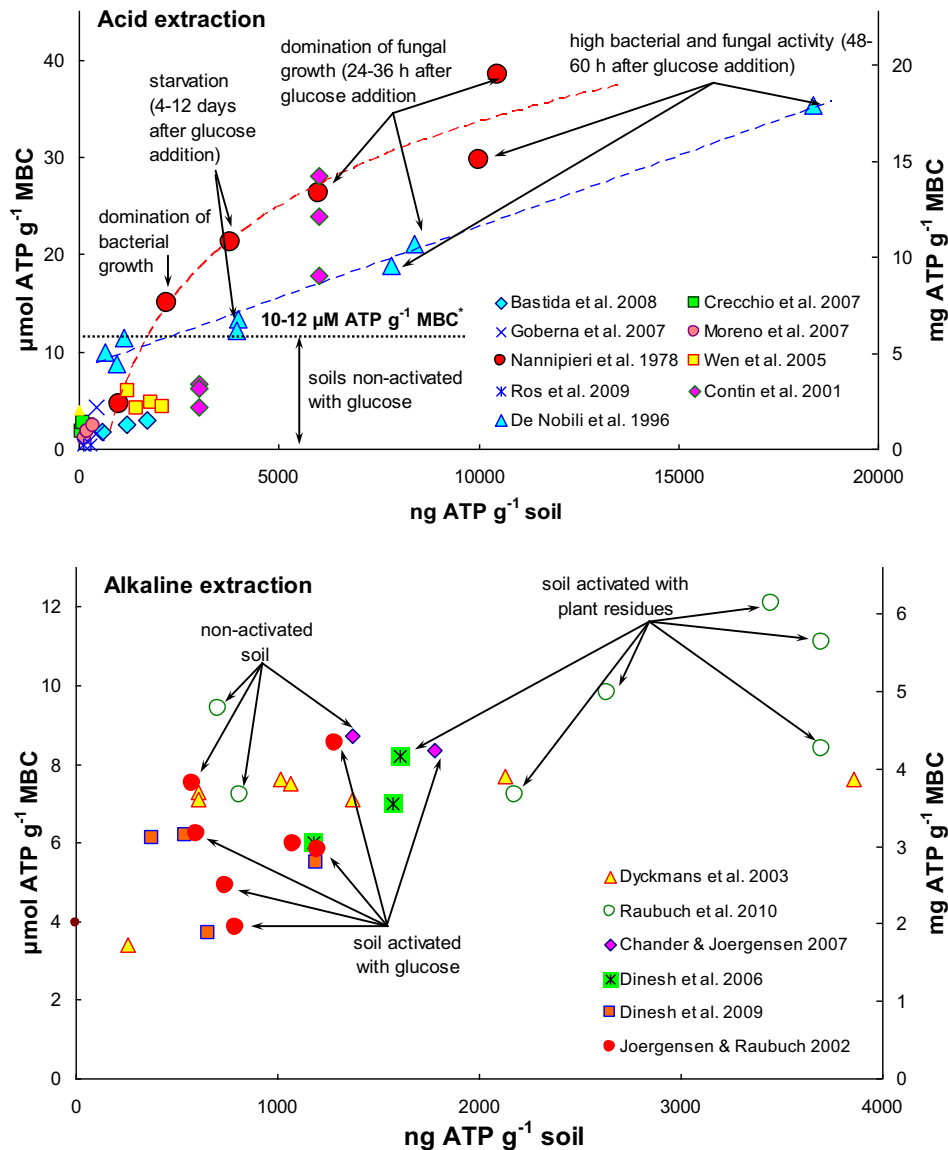 Acid extraction
domination of fungal
growth (24-36 h after
glucose addition
high bacterial and fungal activity (48-
60 h after glucose addition)
starvation
(4-12 days
after glucose
addition)
domination of
bacterial
growth
10-12 µM ATP g-1 MBC*
soils non-activated
with glucose
Bastida et al. 2008
Crecchio et al. 2007
Goberna et al. 2007
Moreno et al. 2007
Nannipieri et al. 1978
Wen et al. 2005
Ros et al. 2009
Contin et al. 2001
De Nobili et al. 1996
µmol ATP g-1 MBC
40
30
20
10
0
mg ATP g-1 MBC
20
15
10
5
0
0 5000 10000 15000 20000
ng ATP g-1 soil
Alkaline extraction
non-activated
soil
soil activated with
plant residues
soil activated
with glucose
Dyckmans et al. 2003
Raubuch et al. 2010
Chander & Joergensen 2007
Dinesh et al. 2006
Dinesh et al. 2009
Joergensen & Raubuch 2002
µmol ATP g-1 MBC
12
10
8
6
4
2
0
mg ATP g-1 MBC
6
5
4
3
2
1
0
0 1000 2000 3000 4000
ng ATP g-1 soil